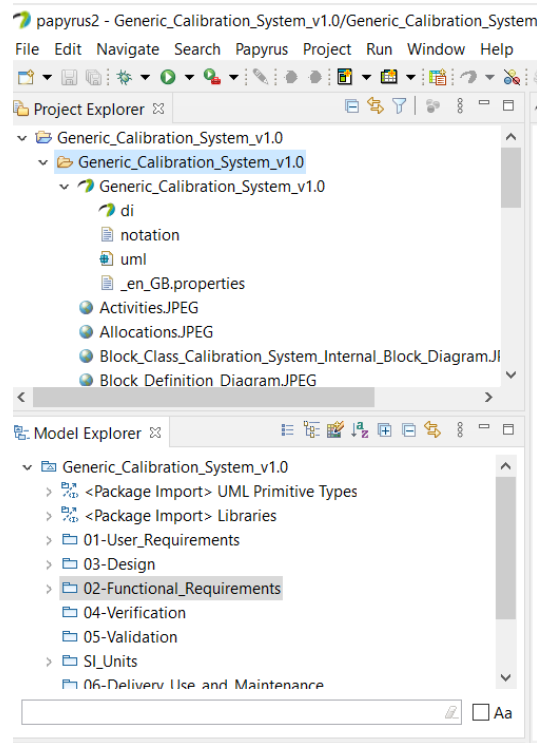 papyrus2 - Generic_Calibration_System_v1.0/Generic_Calibration_System
File Edit Navigate Search Papyrus Project Run Window Help
Project Explorer
Generic_Calibration_System_v1.0
Generic_Calibration_System_v1.0
Generic_Calibration_System_v1.0
di
notation
uml
_en_GB.properties
Activities.JPEG
Allocations.JPEG
Block_Class_Calibration_System_Internal_Block_Diagram.JP
Block_Definition_Diagram.JPEG
Model Explorer
Generic_Calibration_System_v1.0
<Package Import> UML Primitive Types
<Package Import> Libraries
01-User_Requirements
03-Design
02-Functional_Requirements
04-Verification
05-Validation
SI_Units
06-Delivery_Use_and_Maintenance
Aa